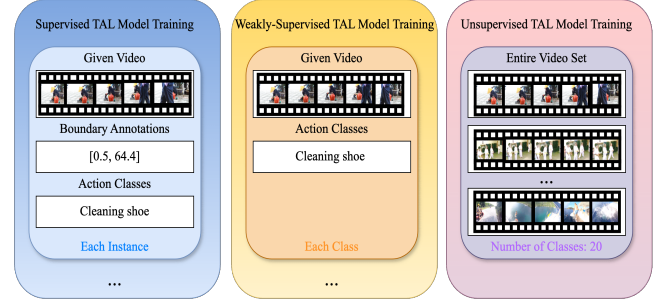 Supervised TAL Model Training
Given Video
Boundary Annotations
[0.5, 64.4]
Action Classes
Cleaning shoe
Each Instance
...
Weakly-Supervised TAL Model Training
Given Video
Action Classes
Cleaning shoe
Each Class
...
Unsupervised TAL Model Training
Entire Video Set
...
Number of Classes: 20